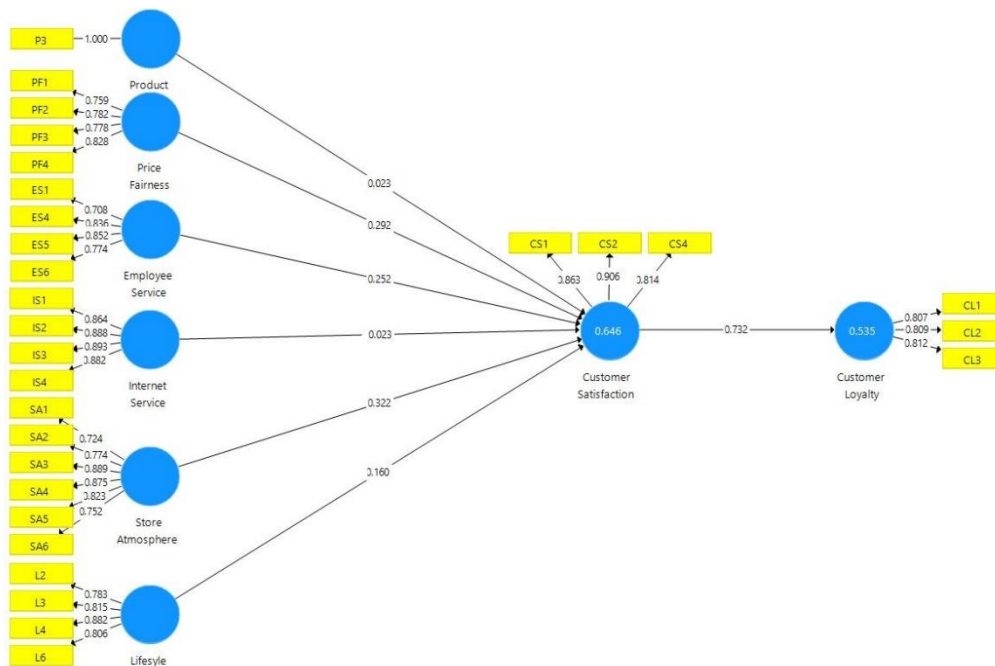 P3
1.000
Product
PF1
PF2
PF3
PF4
0.759
0.782
0.778
0.828
Price
Fairness
ES1
ES4
ES5
ES6
0.708
0.836
0.852
0.774
Employee
Service
IS1
IS2
IS3
IS4
0.864
0.888
0.893
0.882
Internet
Service
SA1
SA2
SA3
SA4
SA5
SA6
0.724
0.774
0.889
0.875
0.823
0.752
Store
Atmosphere
L2
L3
L4
L6
0.783
0.815
0.882
0.806
Lifesyle
0.023
0.292
0.252
0.023
0.322
0.160
CS1
CS2
CS4
0.863
0.906
0.814
0.646
Customer
Satisfaction
0.732
0.535
Customer
Loyalty
0.807
0.809
0.812
CL1
CL2
CL3